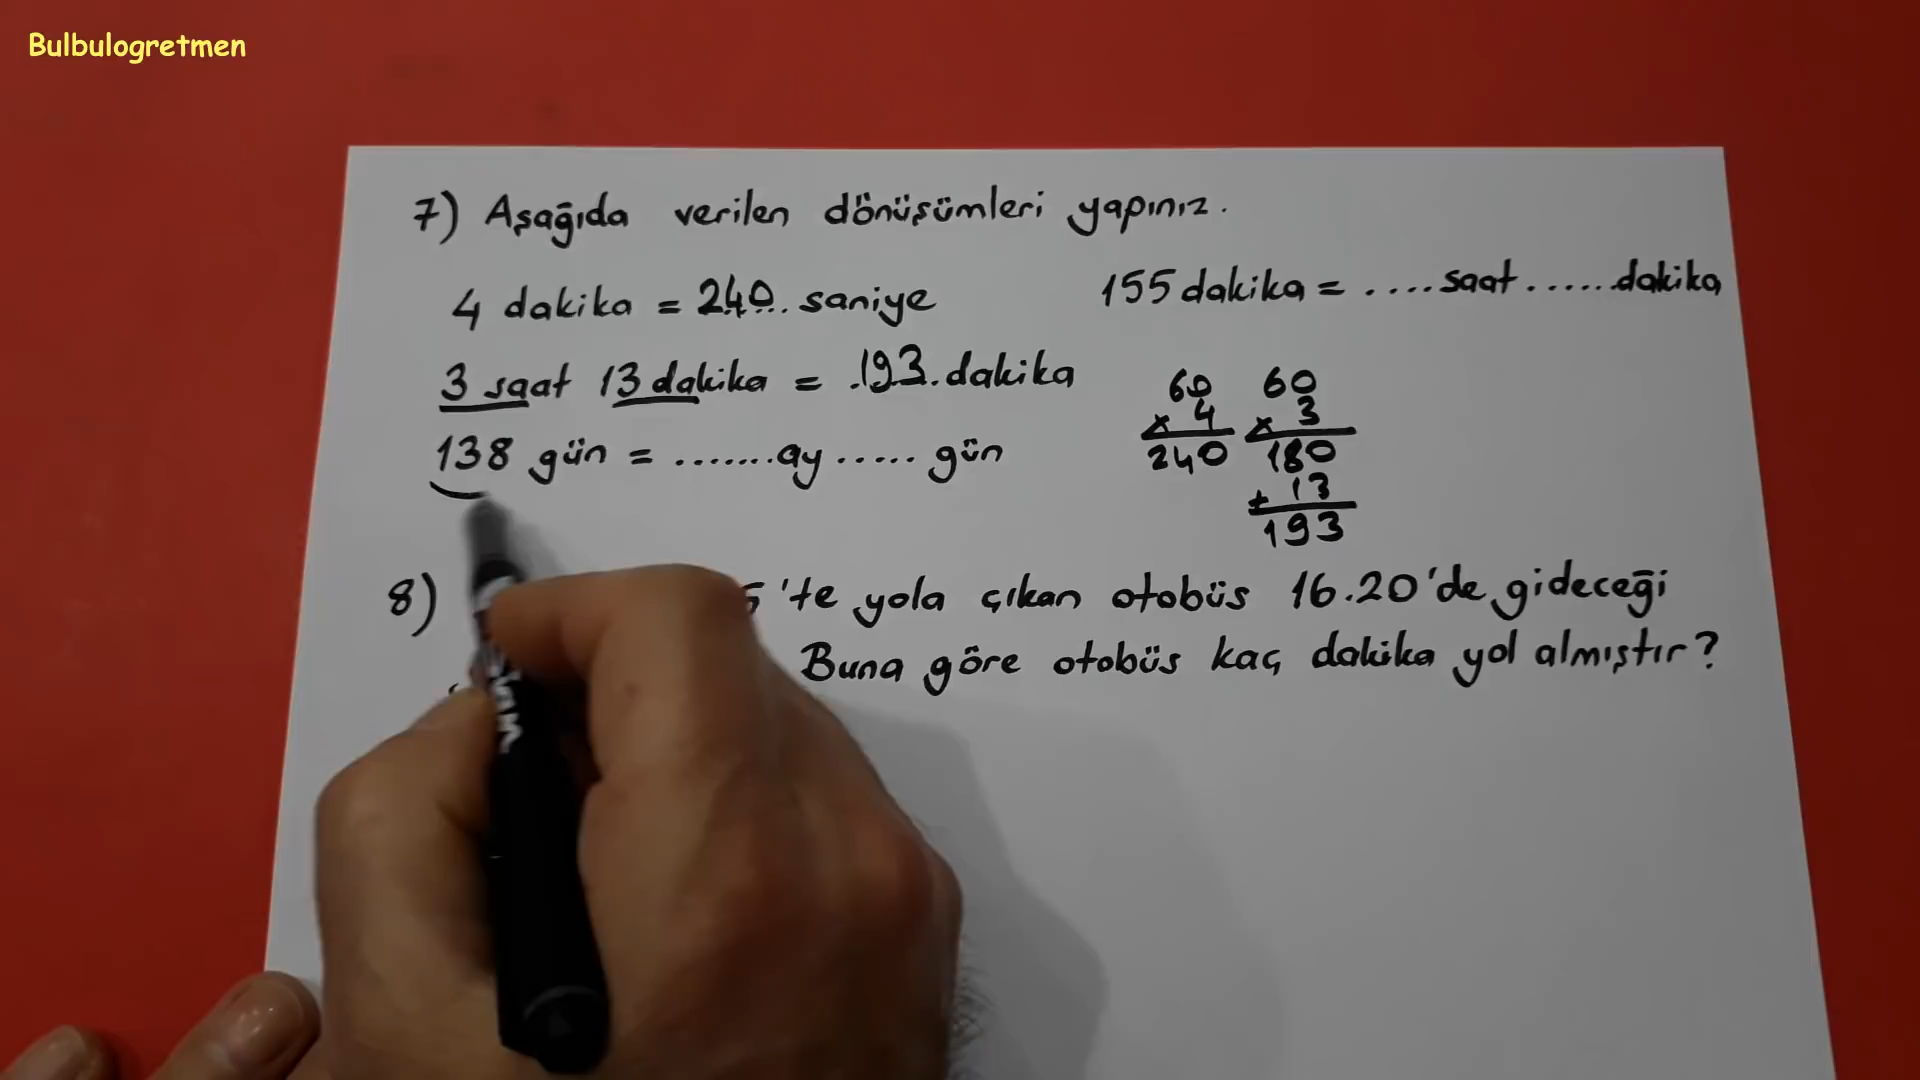 Bulbulogretmen
7) Aşağıda verilen dönüşümleri yapınız.
4 dakika = 240 saniye
155 dakika = ....saat ......dakika
3 saat 13 dakika = .193. dakika
138 gün = .......ay ..... gün
60
x 4
240
60
x 3
180
+ 13
193
8) 'te yola çıkan otobüs 16.20'de gideceği
Buna göre otobüs kaç dakika yol almıştır?